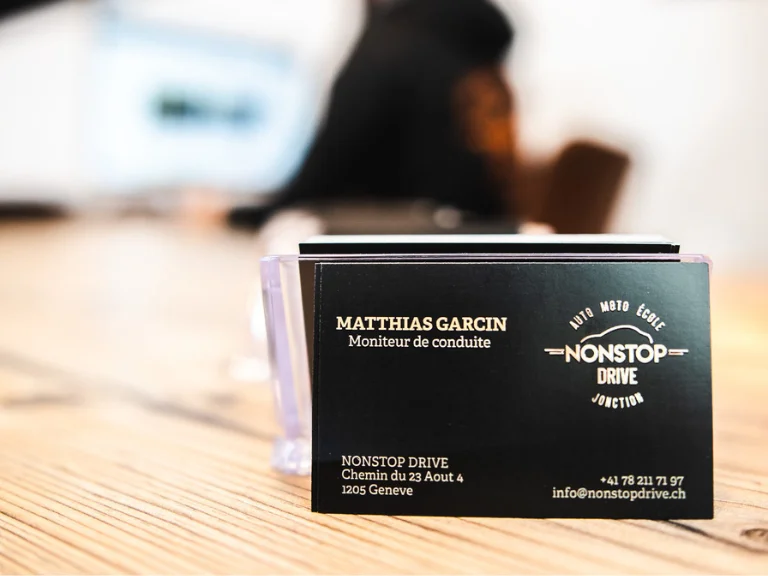 MATTHIAS GARCIN
Moniteur de conduite
AUTO MOTO ÉCOLE
NONSTOP
DRIVE
JONCTION
NONSTOP DRIVE
Chemin du 23 Aout 4
1205 Geneve
+41 78 211 71 97
info@nonstopdrive.ch